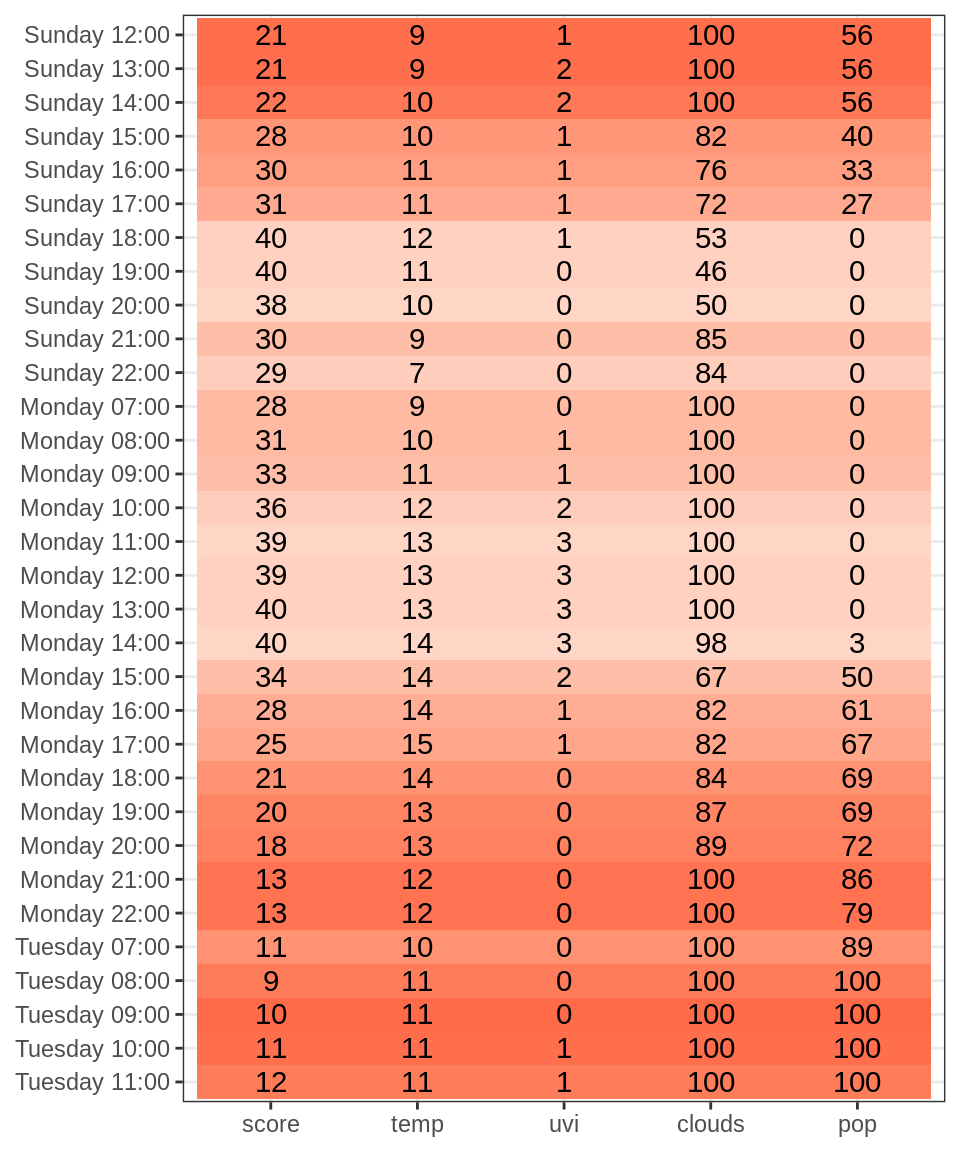 Sunday 12:00 21 9 1 100 56
Sunday 13:00 21 9 2 100 56
Sunday 14:00 22 10 2 100 56
Sunday 15:00 28 10 1 82 40
Sunday 16:00 30 11 1 76 33
Sunday 17:00 31 11 1 72 27
Sunday 18:00 40 12 1 53 0
Sunday 19:00 40 11 0 46 0
Sunday 20:00 38 10 0 50 0
Sunday 21:00 30 9 0 85 0
Sunday 22:00 29 7 0 84 0
Monday 07:00 28 9 0 100 0
Monday 08:00 31 10 1 100 0
Monday 09:00 33 11 1 100 0
Monday 10:00 36 12 2 100 0
Monday 11:00 39 13 3 100 0
Monday 12:00 39 13 3 100 0
Monday 13:00 40 13 3 100 0
Monday 14:00 40 14 3 98 3
Monday 15:00 34 14 2 67 50
Monday 16:00 28 14 1 82 61
Monday 17:00 25 15 1 82 67
Monday 18:00 21 14 0 84 69
Monday 19:00 20 13 0 87 69
Monday 20:00 18 13 0 89 72
Monday 21:00 13 12 0 100 86
Monday 22:00 13 12 0 100 79
Tuesday 07:00 11 10 0 100 89
Tuesday 08:00 9 11 0 100 100
Tuesday 09:00 10 11 0 100 100
Tuesday 10:00 11 11 1 100 100
Tuesday 11:00 12 11 1 100 100
score temp uvi clouds pop